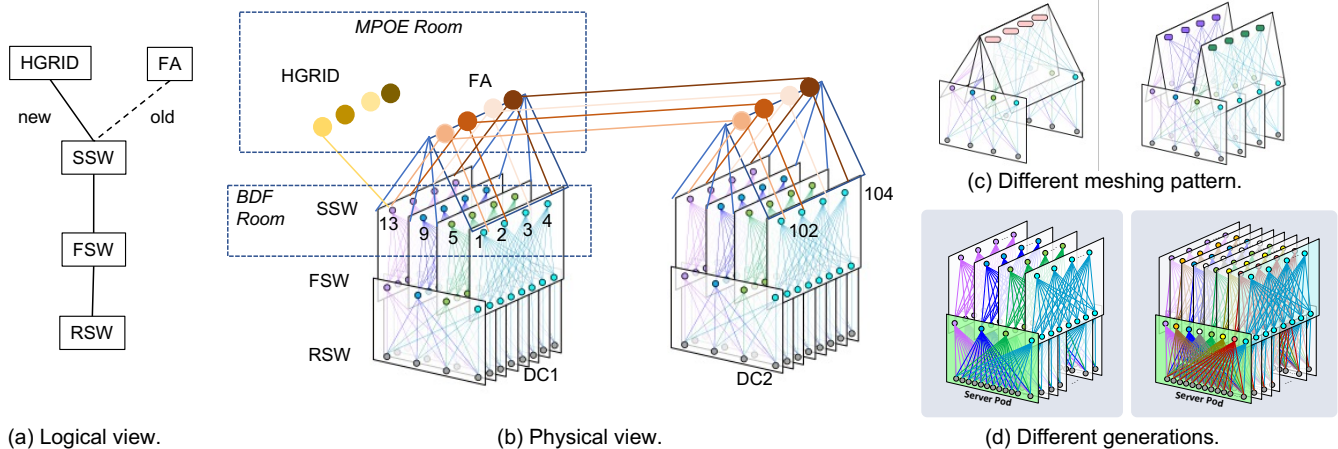 HGRID
FA
new
old
SSW
FSW
RSW
(a) Logical view.
MPOE Room
HGRID
FA
BDF
Room
SSW
13
9
5
1
2
3
4
FSW
RSW
DC1
102
104
DC2
(b) Physical view.
(c) Different meshing pattern.
Server Pod
Server Pod
(d) Different generations.